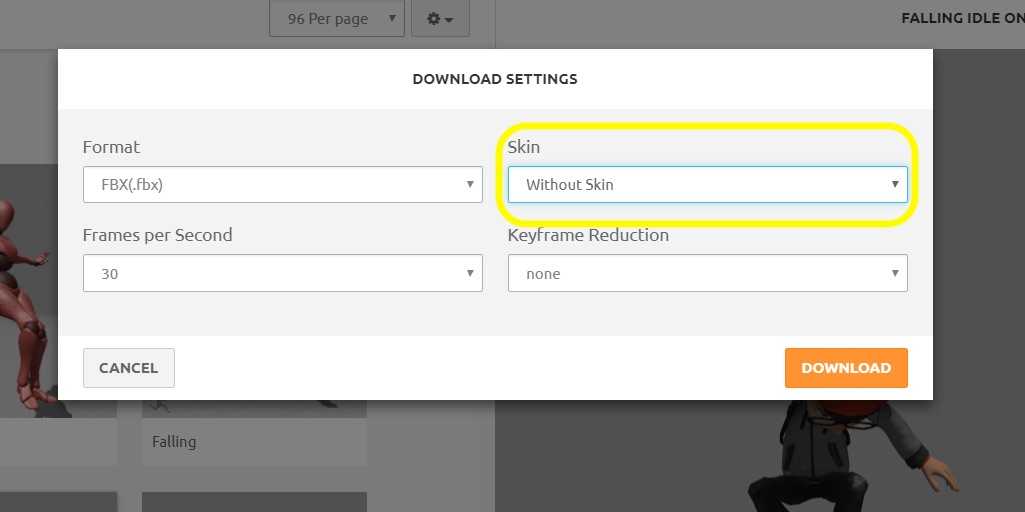 96 Per page
FALLING IDLE ON
DOWNLOAD SETTINGS
Format
Skin
FBX(.fbx)
Without Skin
Frames per Second
Keyframe Reduction
30
none
CANCEL
DOWNLOAD
Falling